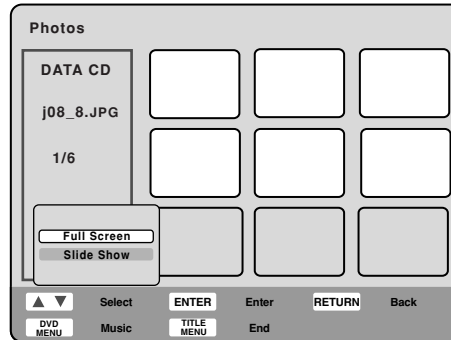 Photos
DATA CD
j08_8.JPG
1/6
Full Screen
Slide Show
▲ ▼ Select ENTER Enter RETURN Back
DVD MENU Music TITLE MENU End